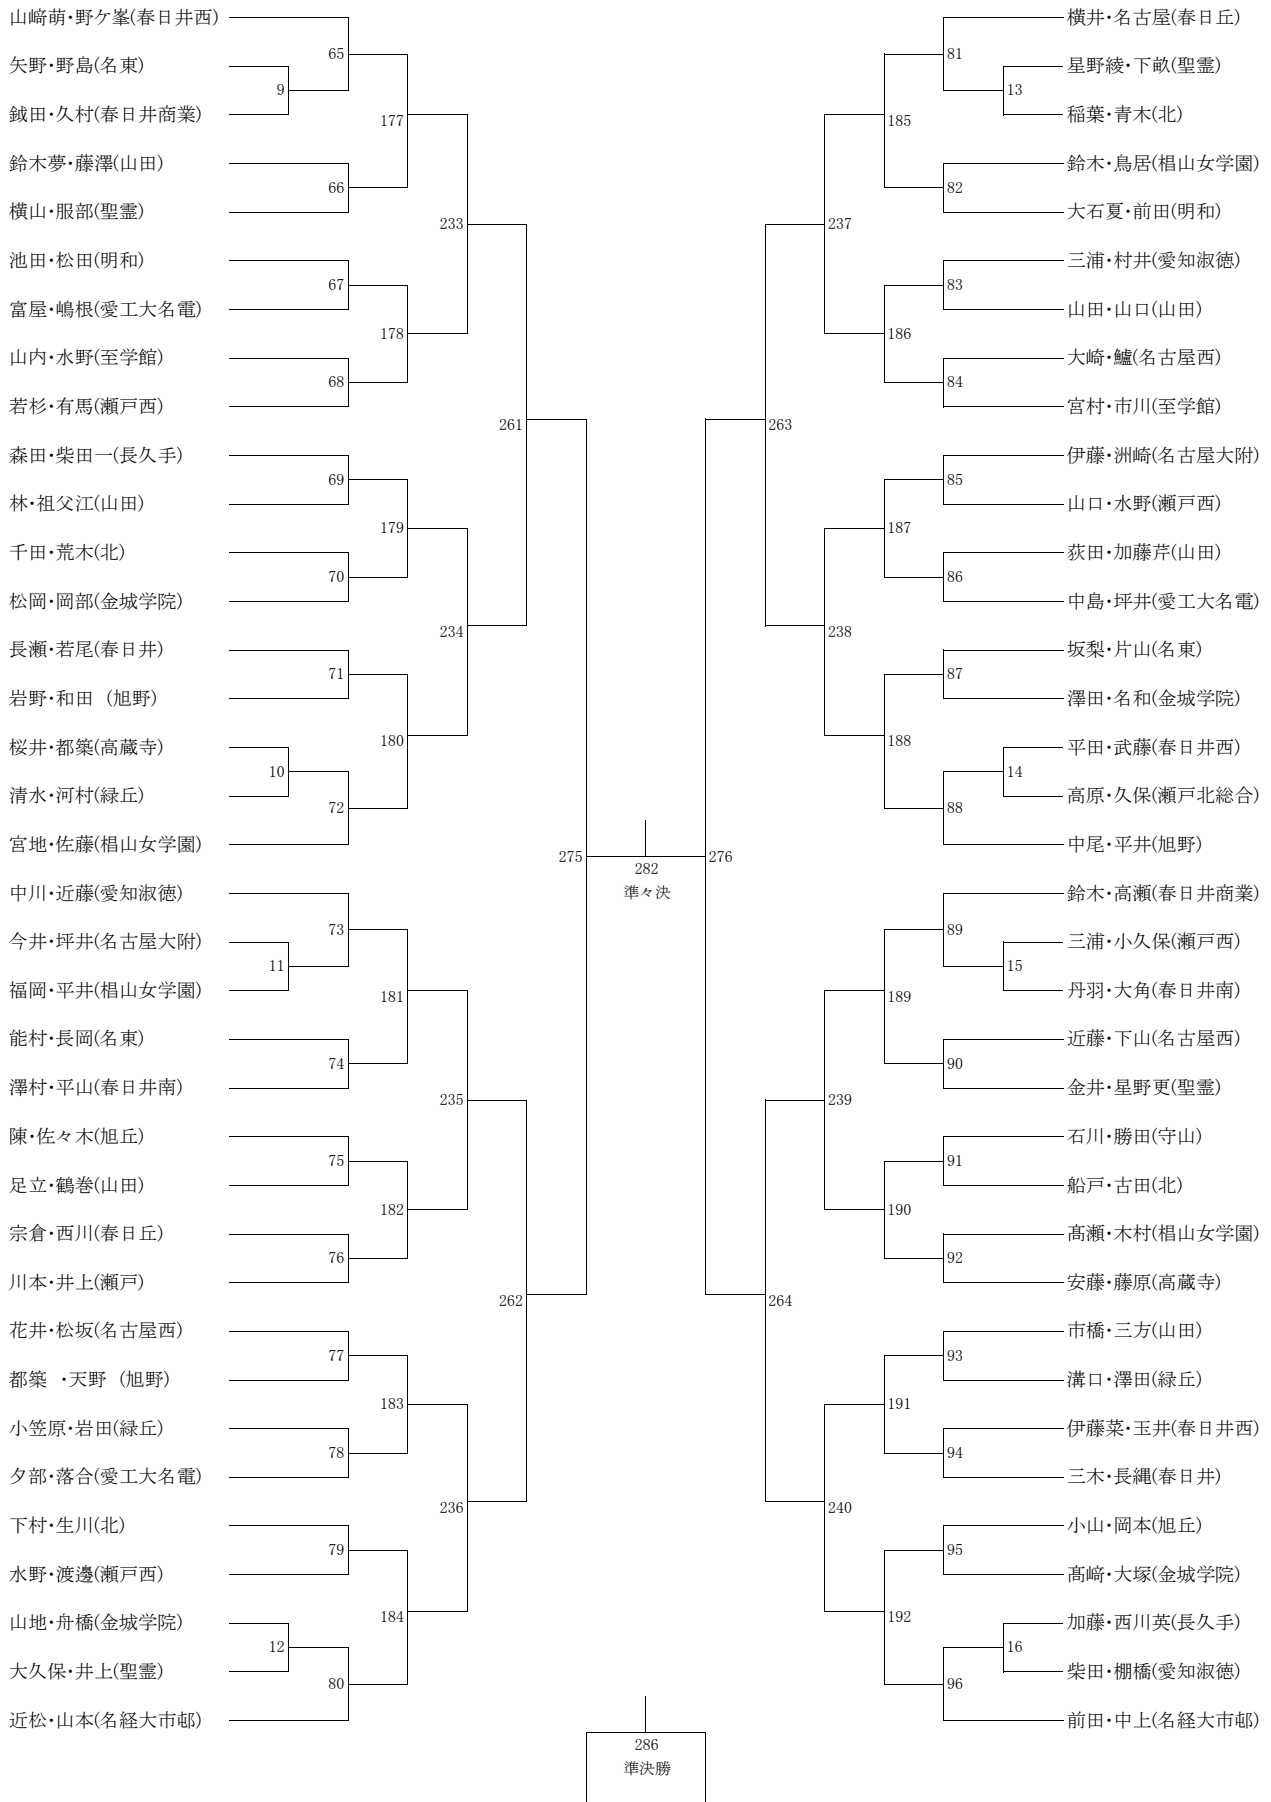 山﨑萌・野ケ峯(春日井西)
65
矢野・野島(名東)
9
鉞田・久村(春日井商業)
177
鈴木夢・藤澤(山田)
66
横山・服部(聖霊)
233
池田・松田(明和)
67
富屋・嶋根(愛工大名電)
178
山内・水野(至学館)
68
若杉・有馬(瀬戸西)
261
森田・柴田一(長久手)
69
林・祖父江(山田)
179
千田・荒木(北)
70
松岡・岡部(金城学院)
234
長瀬・若尾(春日井)
71
岩野・和田 (旭野)
180
桜井・都築(高蔵寺)
10
清水・河村(緑丘)
72
宮地・佐藤(椙山女学園)
275
中川・近藤(愛知淑徳)
73
今井・坪井(名古屋大附)
11
福岡・平井(椙山女学園)
181
能村・長岡(名東)
74
澤村・平山(春日井南)
235
陳・佐々木(旭丘)
75
足立・鶴巻(山田)
182
宗倉・西川(春日丘)
76
川本・井上(瀬戸)
262
花井・松坂(名古屋西)
77
都築 ・天野 (旭野)
183
小笠原・岩田(緑丘)
78
夕部・落合(愛工大名電)
236
下村・生川(北)
79
水野・渡邊(瀬戸西)
184
山地・舟橋(金城学院)
12
大久保・井上(聖霊)
80
近松・山本(名経大市邨)
282
準々決
286
準決勝
横井・名古屋(春日丘)
81
星野綾・下畝(聖霊)
13
稲葉・青木(北)
185
鈴木・鳥居(椙山女学園)
82
大石夏・前田(明和)
237
三浦・村井(愛知淑徳)
83
山田・山口(山田)
186
大崎・鱸(名古屋西)
84
宮村・市川(至学館)
263
伊藤・洲崎(名古屋大附)
85
山口・水野(瀬戸西)
187
荻田・加藤芹(山田)
86
中島・坪井(愛工大名電)
238
坂梨・片山(名東)
87
澤田・名和(金城学院)
188
平田・武藤(春日井西)
14
高原・久保(瀬戸北総合)
88
中尾・平井(旭野)
276
鈴木・高瀬(春日井商業)
89
三浦・小久保(瀬戸西)
15
丹羽・大角(春日井南)
189
近藤・下山(名古屋西)
90
金井・星野更(聖霊)
239
石川・勝田(守山)
91
船戸・古田(北)
190
髙瀬・木村(椙山女学園)
92
安藤・藤原(高蔵寺)
264
市橋・三方(山田)
93
溝口・澤田(緑丘)
191
伊藤菜・玉井(春日井西)
94
三木・長縄(春日井)
240
小山・岡本(旭丘)
95
髙﨑・大塚(金城学院)
192
加藤・西川英(長久手)
16
柴田・棚橋(愛知淑徳)
96
前田・中上(名経大市邨)